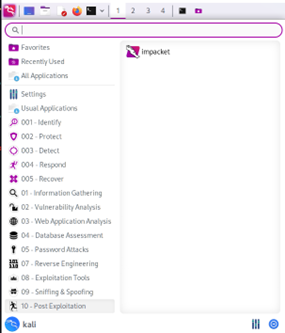 1 2 3 4
Favorites
impacket
Recently Used
All Applications
Settings
Usual Applications
001 - Identify
002 - Protect
003 - Detect
004 - Respond
005 - Recover
01 - Information Gathering
02 - Vulnerability Analysis
03 - Web Application Analysis
04 - Database Assessment
05 - Password Attacks
07 - Reverse Engineering
08 - Exploitation Tools
09 - Sniffing & Spoofing
10 - Post Exploitation
kali